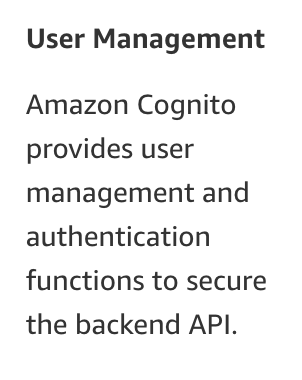 User Management
Amazon Cognito
provides user
management and
authentication
functions to secure
the backend API.